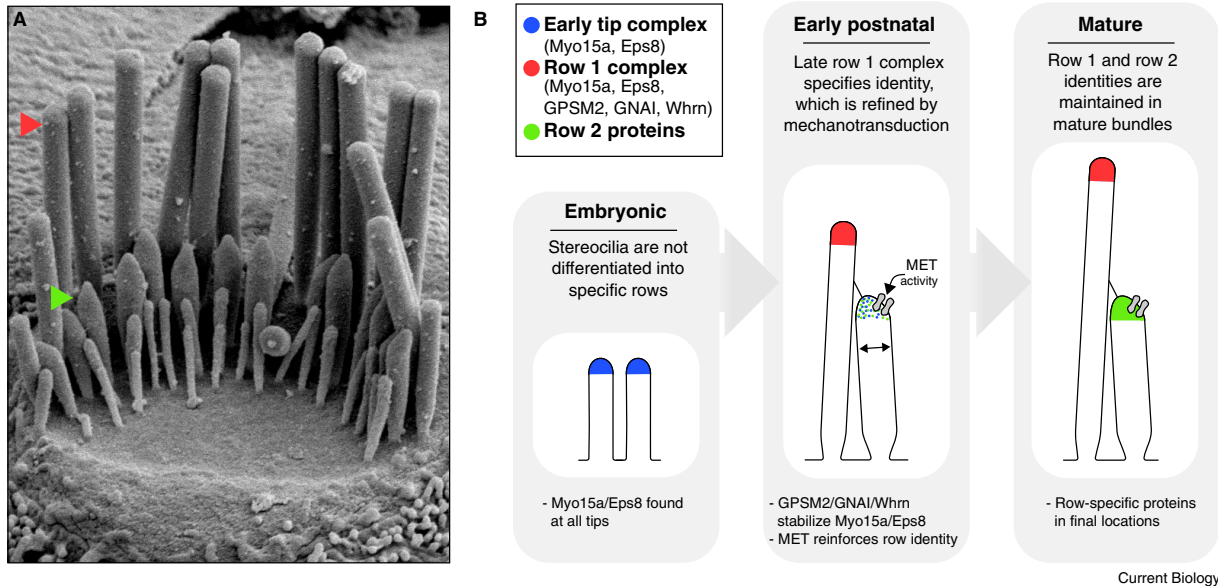 A
B
Early tip complex
(Myo15a, Eps8)
Row 1 complex
(Myo15a, Eps8,
GPSM2, GNAI, Whrn)
Row 2 proteins
Embryonic
Stereocilia are not
differentiated into
specific rows
- Myo15a/Eps8 found
at all tips
Early postnatal
Late row 1 complex
specifies identity,
which is refined by
mechanotransduction
MET
activity
- GPSM2/GNAI/Whrn
stabilize Myo15a/Eps8
- MET reinforces row identity
Mature
Row 1 and row 2
identities are
maintained in
mature bundles
- Row-specific proteins
in final locations
Current Biology